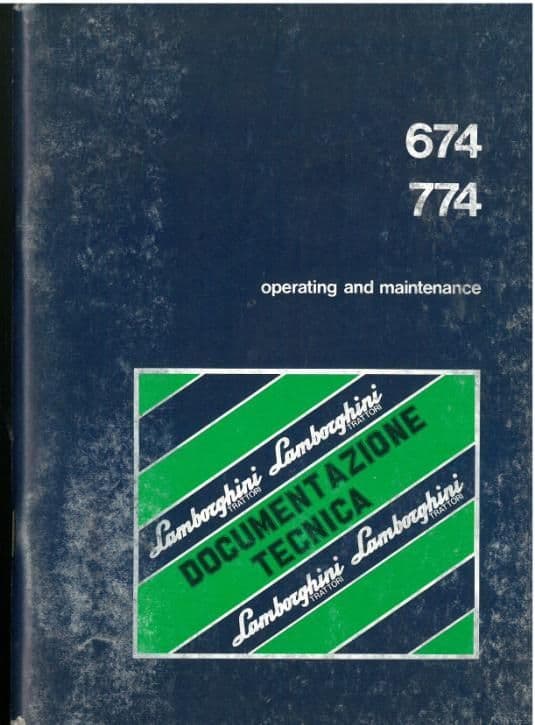 674
774
operating and maintenance
Lamborghini Lamborghini
TRATTORI TRATTORI
DOCUMENTAZIONE
TECNICA
Lamborghini Lamborghini
TRATTORI TRATTORI